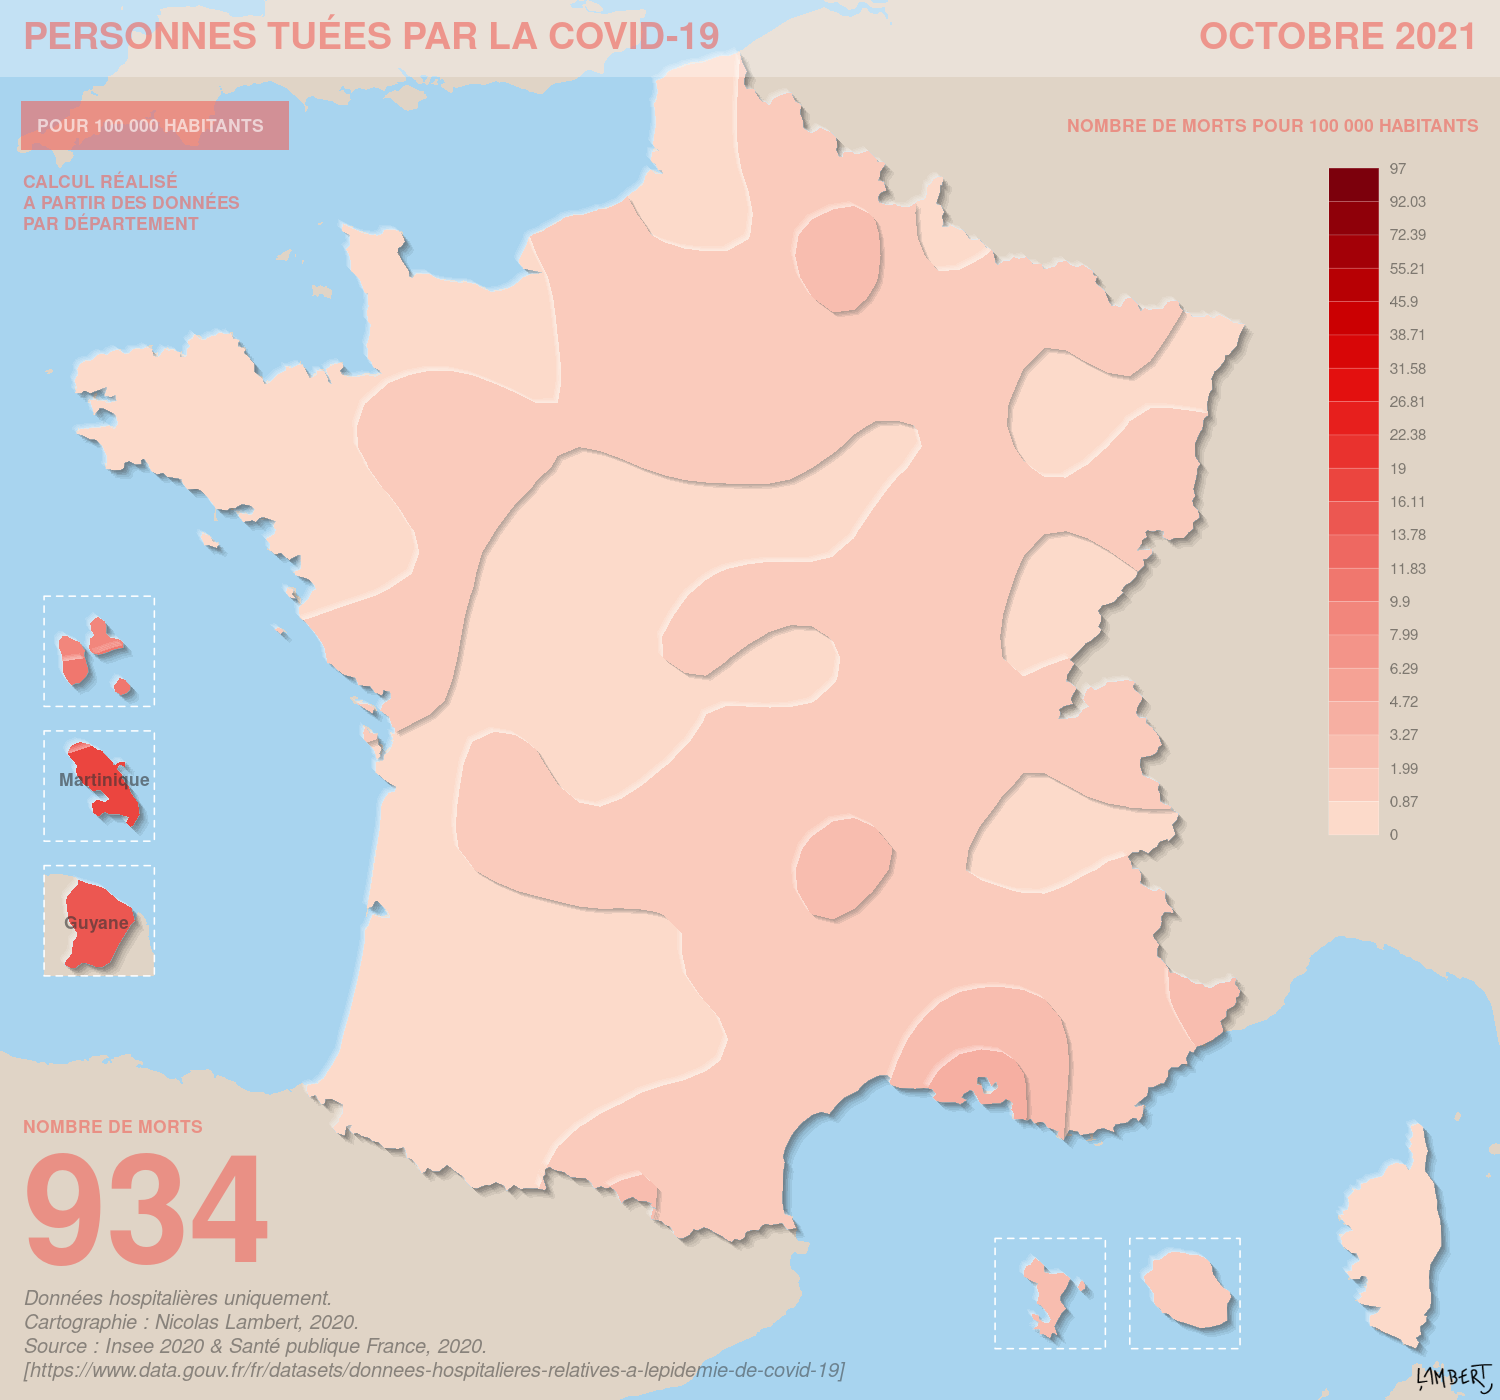 PERSONNES TUÉES PAR LA COVID-19
OCTOBRE 2021
POUR 100 000 HABITANTS
CALCUL RÉALISÉ
A PARTIR DES DONNÉES
PAR DÉPARTEMENT
NOMBRE DE MORTS POUR 100 000 HABITANTS
97
92.03
72.39
55.21
45.9
38.71
31.58
26.81
22.38
19
16.11
13.78
11.83
9.9
7.99
6.29
4.72
3.27
1.99
0.87
0
Martinique
Guyane
NOMBRE DE MORTS
934
Données hospitalières uniquement.
Cartographie : Nicolas Lambert, 2020.
Source : Insee 2020 & Santé publique France, 2020.
[https://www.data.gouv.fr/fr/datasets/donnees-hospitalieres-relatives-a-lepidemie-de-covid-19]
LAMBERT